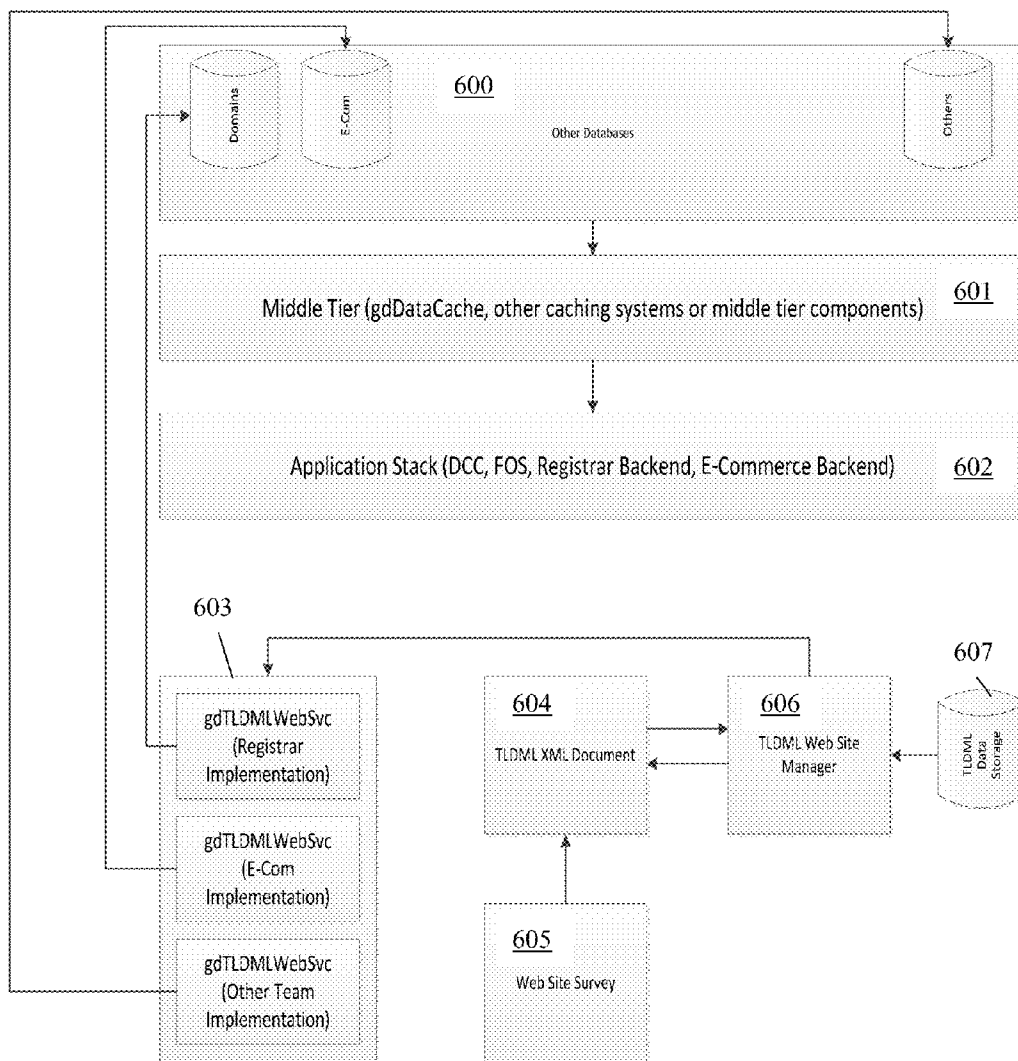 Domains
E-Com
600
Other Databases
Others
Middle Tier (gdDataCache, other caching systems or middle tier components)
601
Application Stack (DCC, FOS, Registrar Backend, E-Commerce Backend)
602
603
gdTLDMLWebSvc
(Registrar
Implementation)
gdTLDMLWebSvc
(E-Com
Implementation)
gdTLDMLWebSvc
(Other Team
Implementation)
604
TLDML XML Document
605
Web Site Survey
606
TLDML Web Site
Manager
607
TLDML
Data
Storage